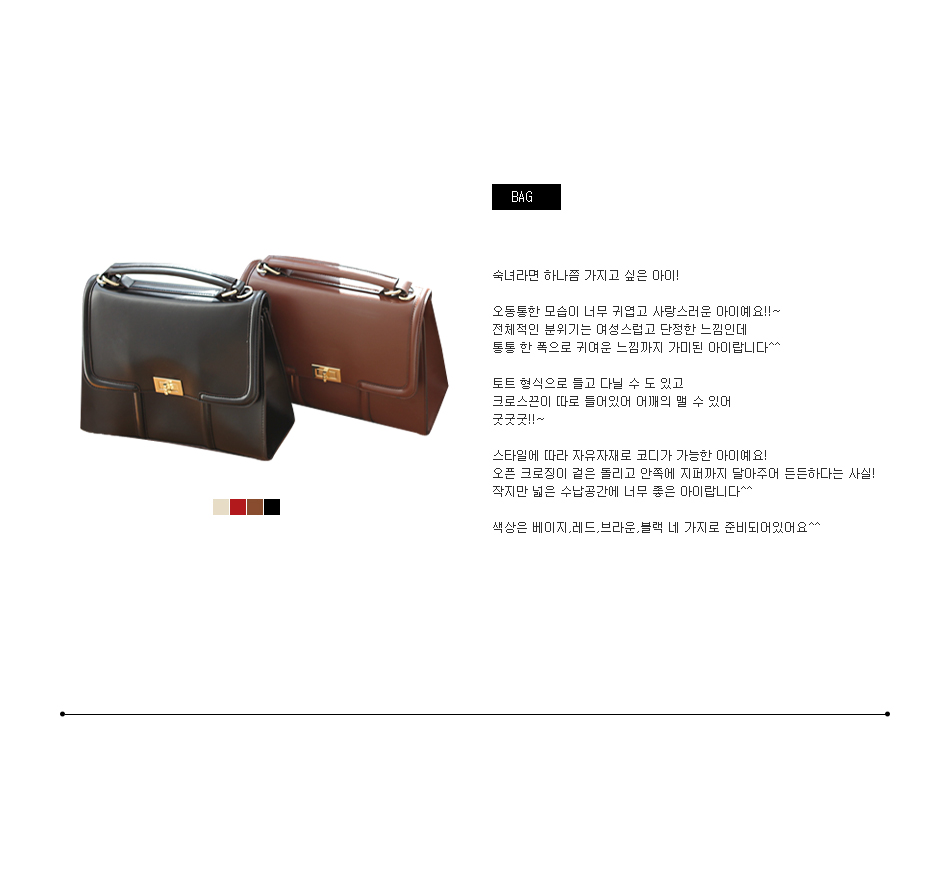 BAG
숙녀라면 하나쯤 가지고 싶은 아이!
오동통한 모습이 너무 귀엽고 사랑스러운 아이예요!!~
전체적인 분위기는 여성스럽고 단정한 느낌인데
통통 한 폭으로 귀여운 느낌까지 가미된 아이랍니다^^
토트 형식으로 들고 다닐 수 도 있고
크로스끈이 따로 들어있어 어깨의 맬 수 있어
굿굿굿!!~
스타일에 따라 자유자재로 코디가 가능한 아이예요!
오픈 크로징이 겉은 돌리고 안쪽에 지퍼까지 달아주어 든든하다는 사실!
작지만 넓은 수납공간에 너무 좋은 아이랍니다^^
색상은 베이지,레드,브라운,블랙 네 가지로 준비되어있어요^^